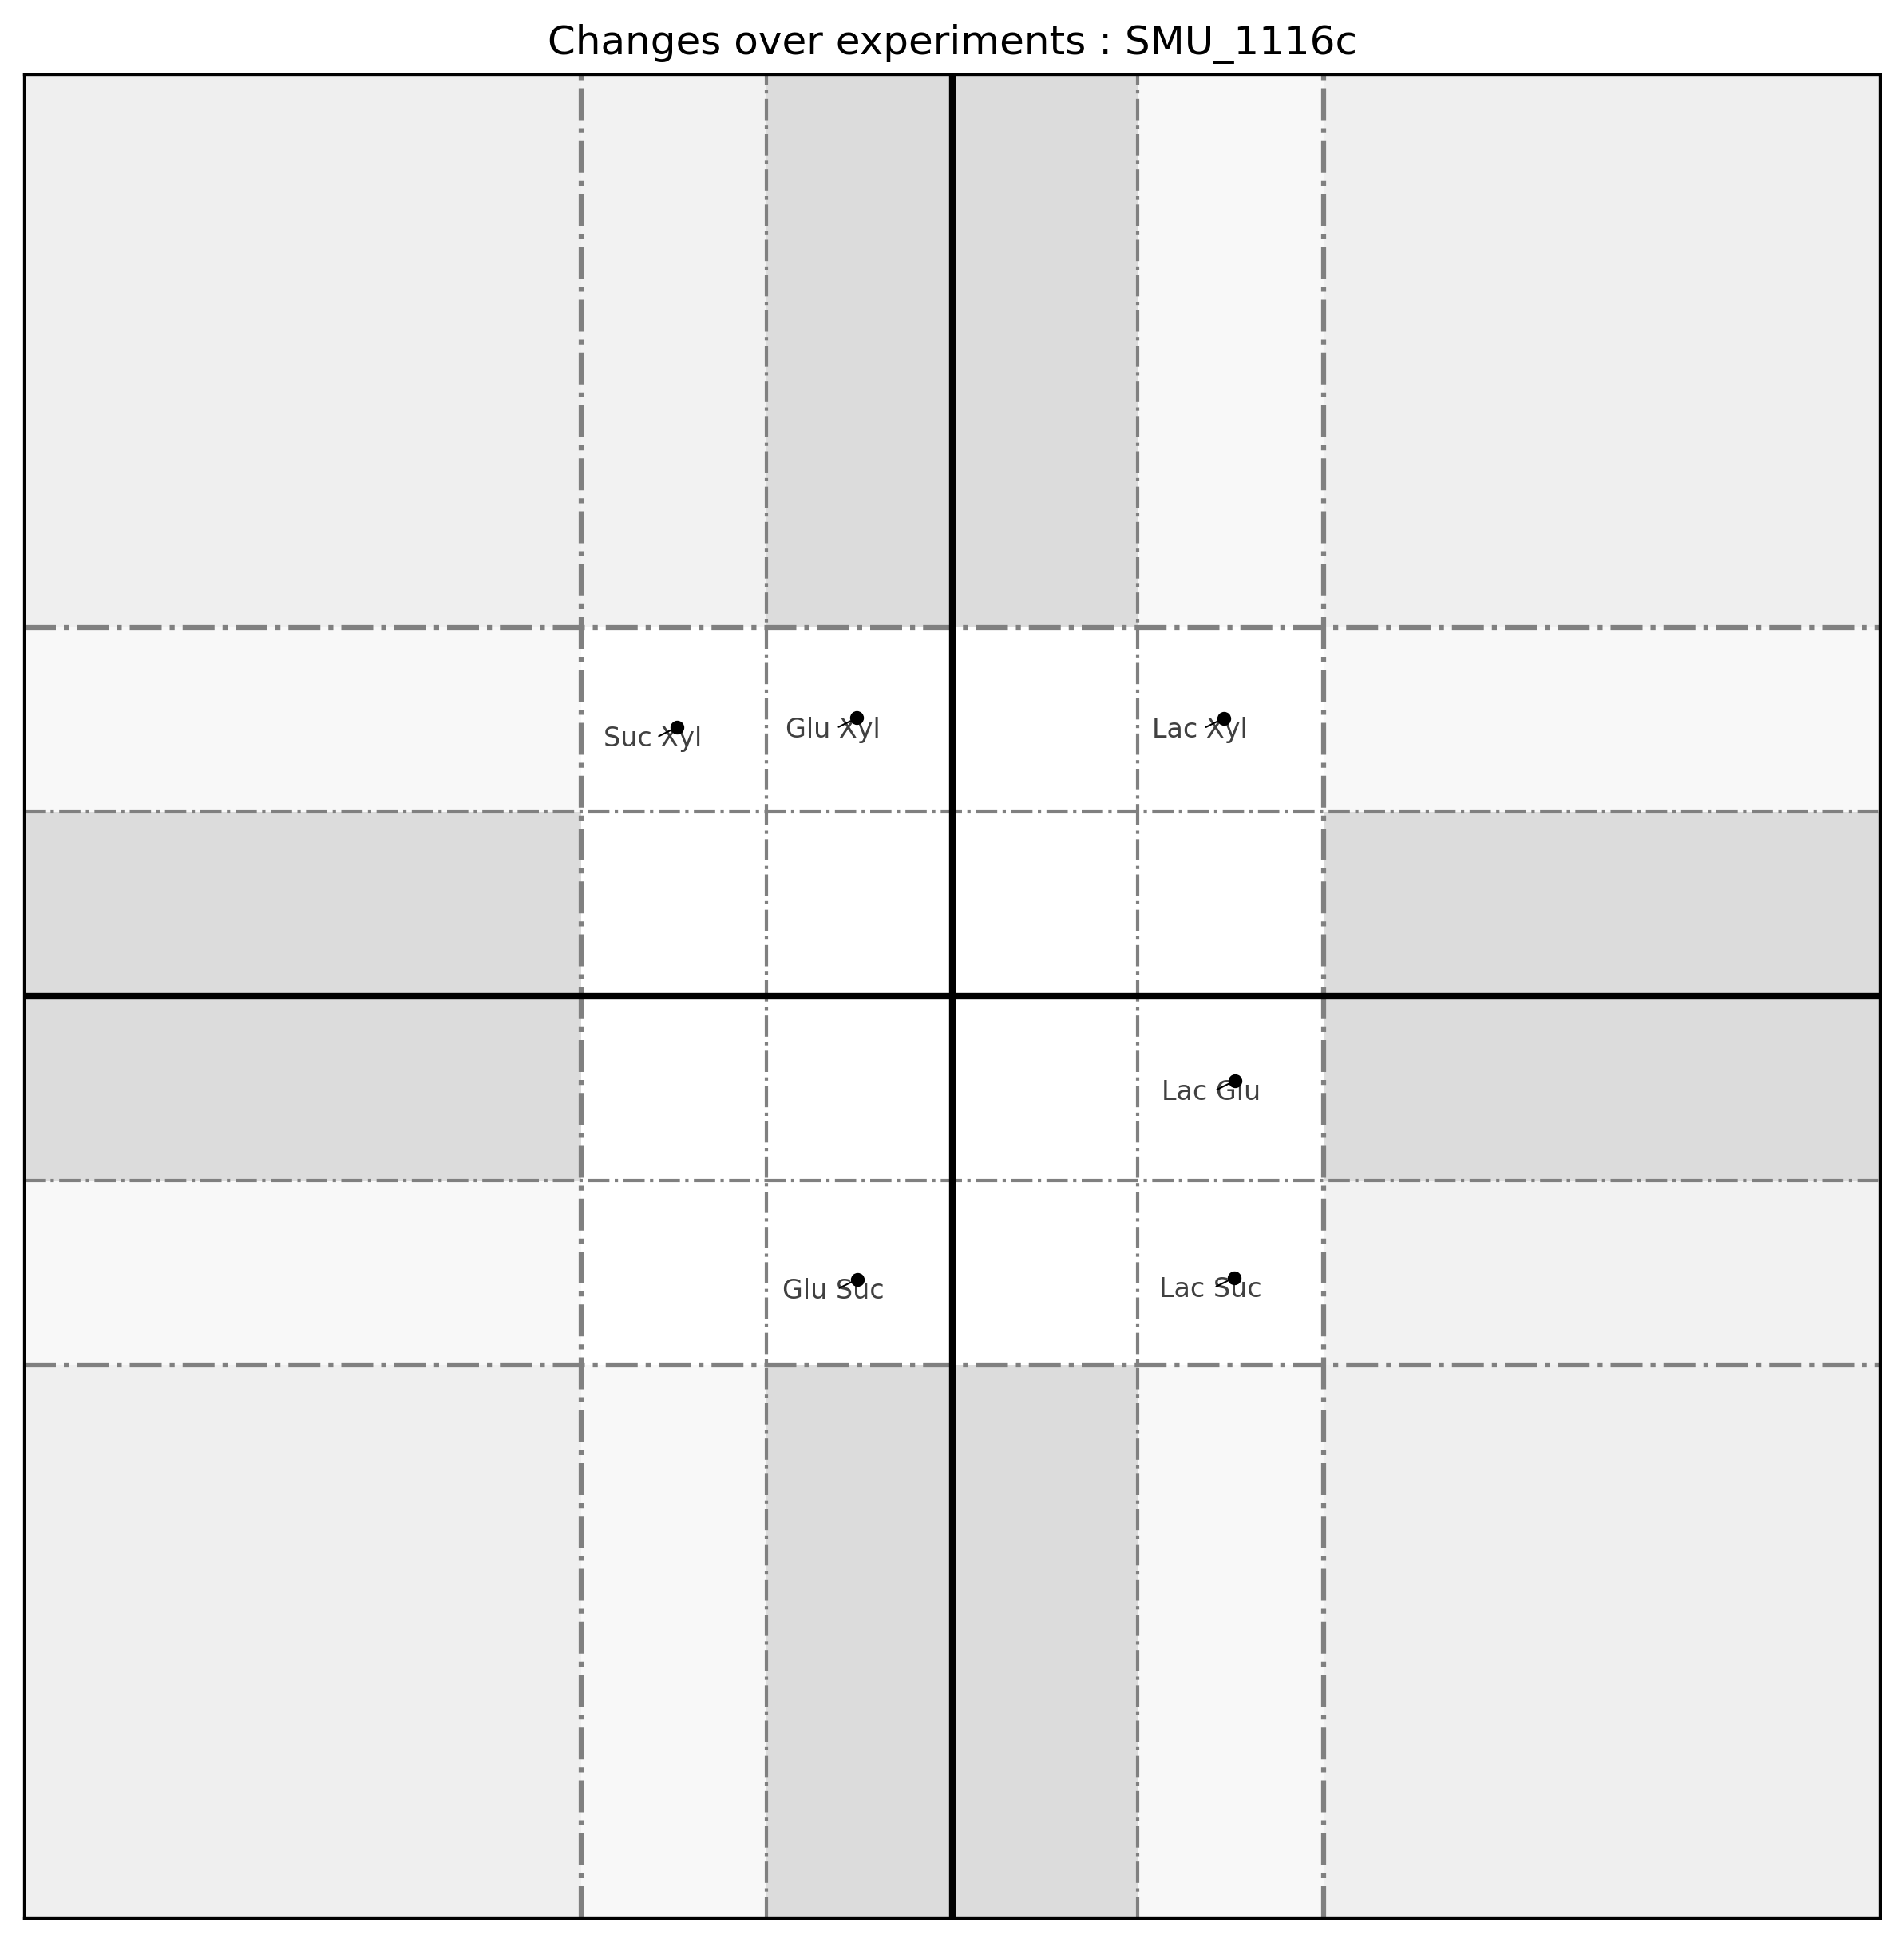 Changes over experiments : SMU_1116c
Suc Xyl
Glu Xyl
Lac Xyl
Lac Glu
Glu Suc
Lac Suc